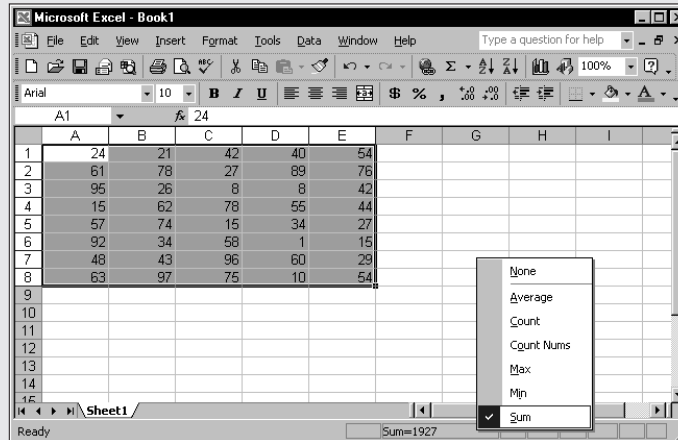 Microsoft Excel - Book1
File Edit View Insert Format Tools Data Window Help Type a question for help
Σ 100%
Arial 10 B I U $ % ,
A1 fx 24
A B C D E F G H I
1 24 21 42 40 54
2 61 78 27 89 76
3 95 26 8 8 42
4 15 62 78 55 44
5 57 74 15 34 27
6 92 34 58 1 15
7 48 43 96 60 29
8 63 97 75 10 54
9
10
11
12
13
14
15
None
Average
Count
Count Nums
Max
Min
Sum
Sheet1
Ready Sum=1927